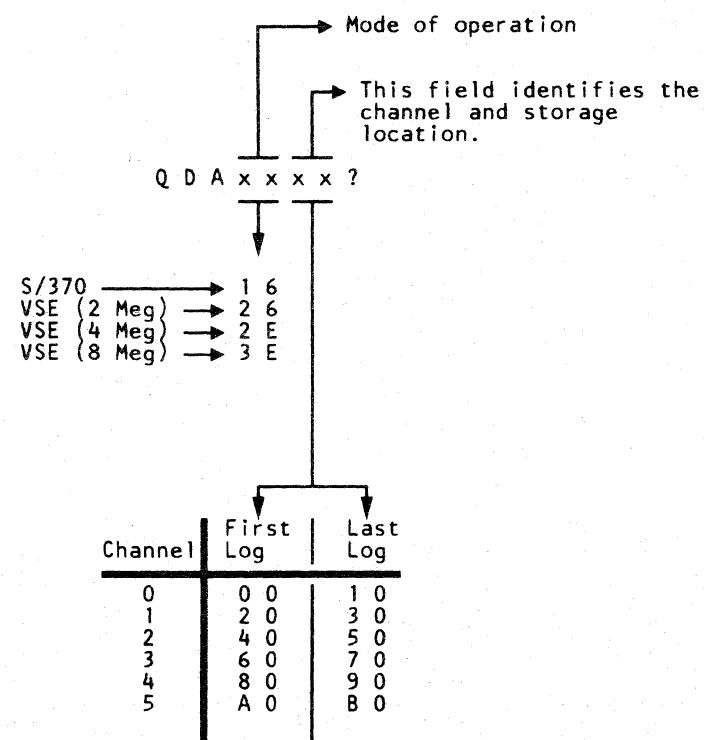 Mode of operation
This field identifies the
channel and storage
location.
Q D A x x x x ?
S/370 1 6
VSE (2 Meg) 2 6
VSE (4 Meg) 2 E
VSE (8 Meg) 3 E
First Last
Channel Log Log
0 0 0 1 0
1 2 0 3 0
2 4 0 5 0
3 6 0 7 0
4 8 0 9 0
5 A 0 B 0